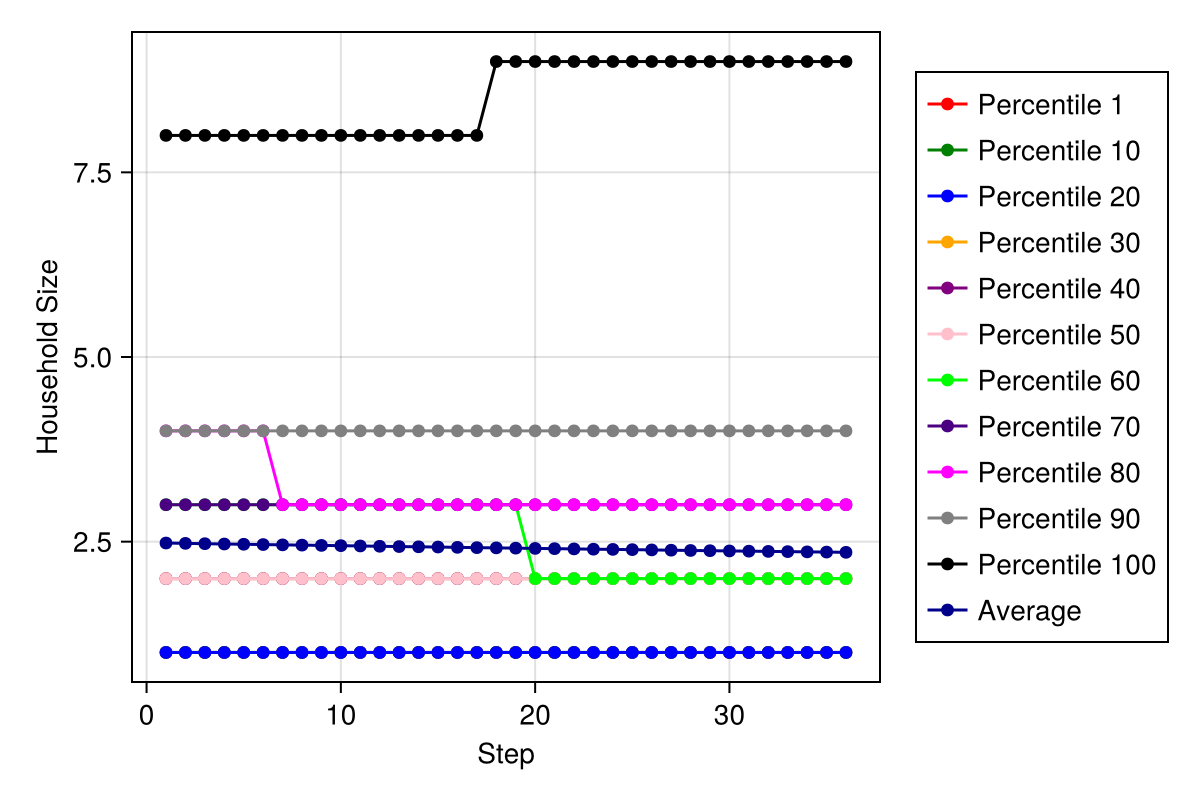 7.5
5.0
2.5
Household Size
0 10 20 30
Step
Percentile 1
Percentile 10
Percentile 20
Percentile 30
Percentile 40
Percentile 50
Percentile 60
Percentile 70
Percentile 80
Percentile 90
Percentile 100
Average